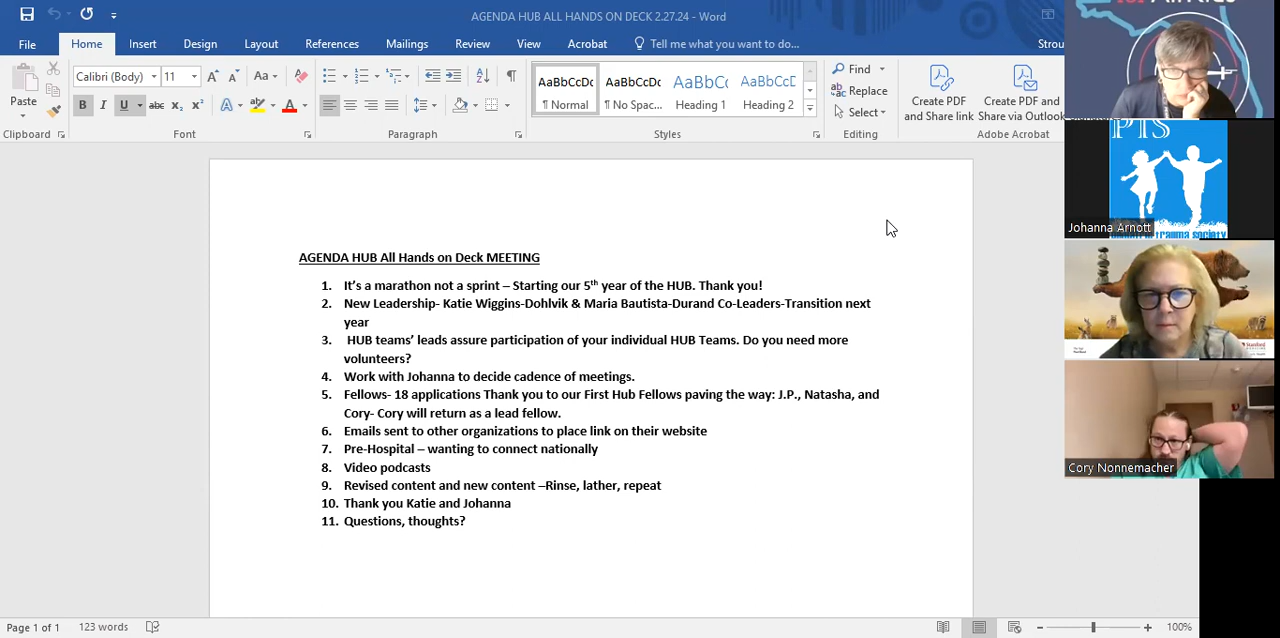 AGENDA HUB ALL HANDS ON DECK 2.27.24 - Word
File Home Insert Design Layout References Mailings Review View Acrobat Tell me what you want to do... Strou
Calibri (Body) 11
Paste
Clipboard Font Paragraph Styles Editing Adobe Acrobat
AaBbCcDc AaBbCcDc AaBbCc AaBbCcD
¶ Normal ¶ No Spac... Heading 1 Heading 2
Find
Replace
Select
Create PDF and Share link
Create PDF and Share via Outlook
AGENDA HUB All Hands on Deck MEETING
1. It's a marathon not a sprint – Starting our 5th year of the HUB. Thank you!
2. New Leadership- Katie Wiggins-Dohlvik & Maria Bautista-Durand Co-Leaders-Transition next
year
3. HUB teams' leads assure participation of your individual HUB Teams. Do you need more
volunteers?
4. Work with Johanna to decide cadence of meetings.
5. Fellows- 18 applications Thank you to our First Hub Fellows paving the way: J.P., Natasha, and
Cory- Cory will return as a lead fellow.
6. Emails sent to other organizations to place link on their website
7. Pre-Hospital – wanting to connect nationally
8. Video podcasts
9. Revised content and new content –Rinse, lather, repeat
10. Thank you Katie and Johanna
11. Questions, thoughts?
PTS
Johanna Arnott
trauma society
Cory Nonnemacher
Page 1 of 1 123 words 100%